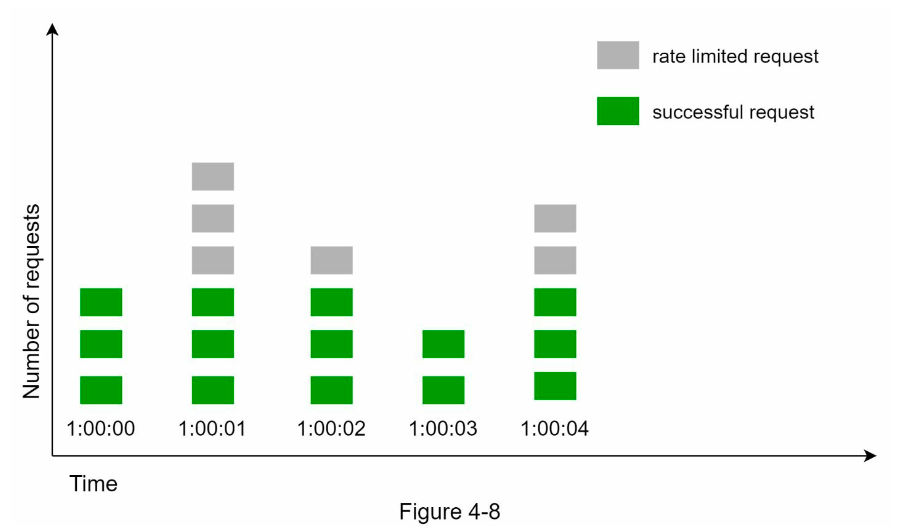 rate limited request
successful request
Number of requests
1:00:00 1:00:01 1:00:02 1:00:03 1:00:04
Time
Figure 4-8